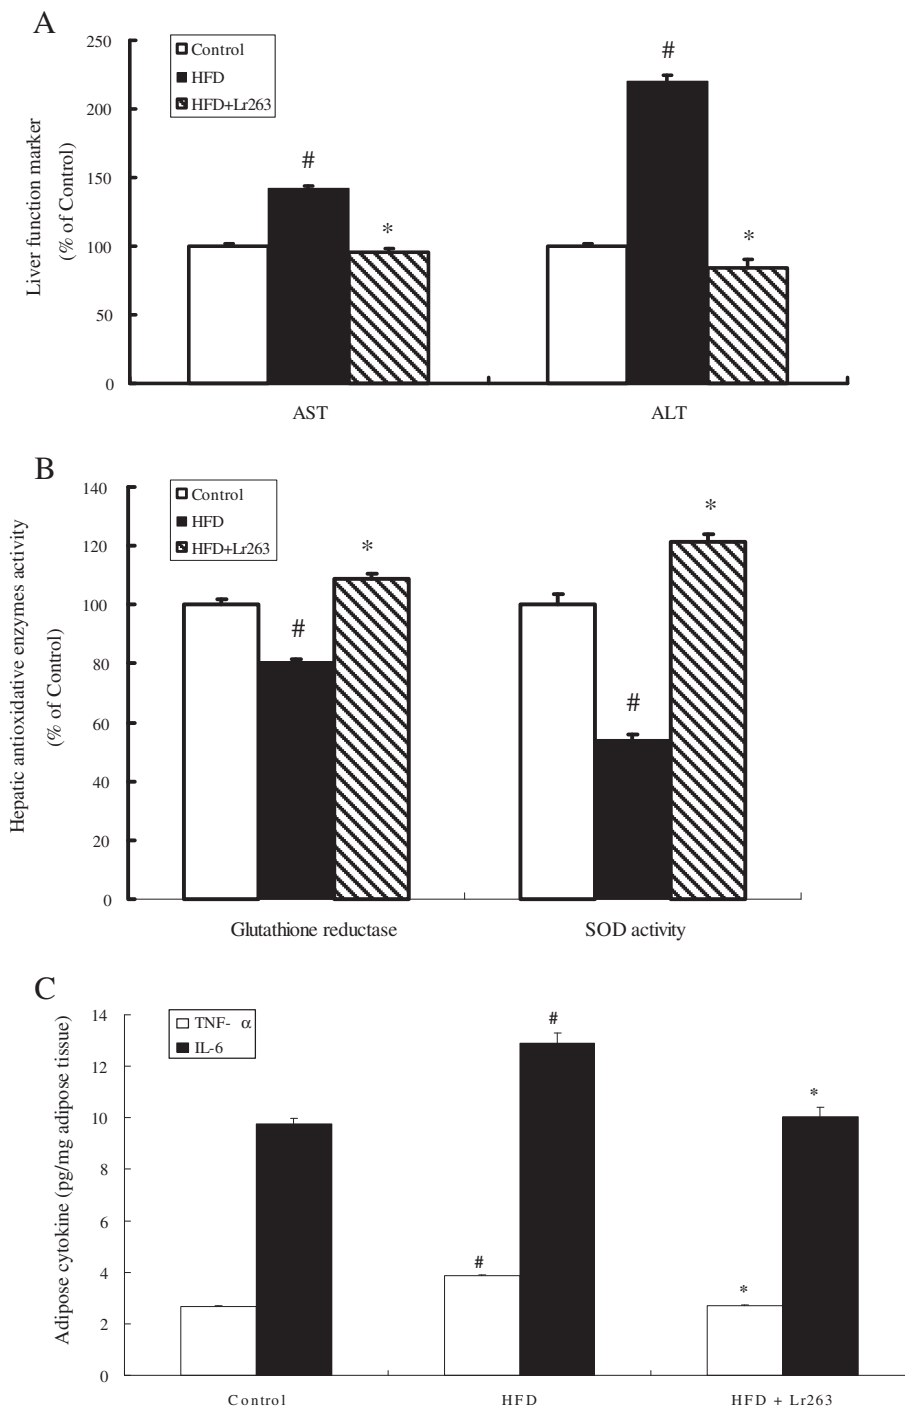 A
250
200
150
100
50
0
Liver function marker
(% of Control)
Control
HFD
HFD+Lr263
#
*
#
*
AST
ALT
B
140
120
100
80
60
40
20
0
Hepatic antioxidative enzymes activity
(% of Control)
Control
HFD
HFD+Lr263
#
*
#
*
Glutathione reductase
SOD activity
C
14
12
10
8
6
4
2
0
Adipose cytokine (pg/mg adipose tissue)
TNF- α
IL-6
#
#
*
*
Control
HFD
HFD + Lr263